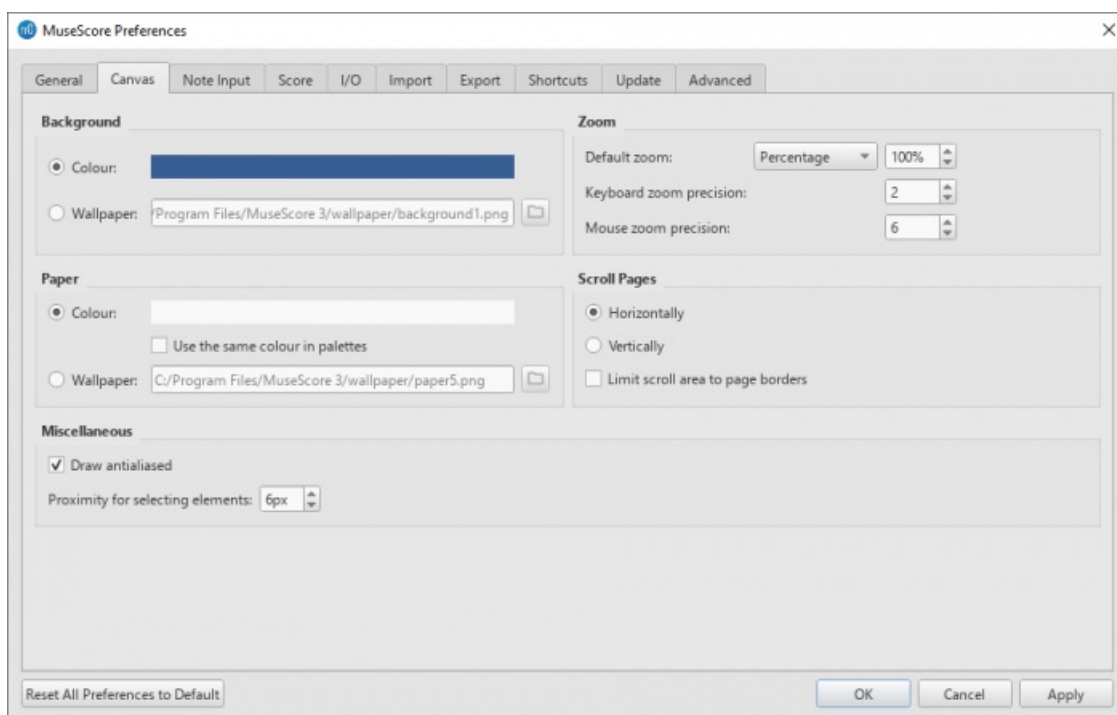 MuseScore Preferences
General Canvas Note Input Score I/O Import Export Shortcuts Update Advanced
Background
Colour:
Wallpaper: /Program Files/MuseScore 3/wallpaper/background1.png
Zoom
Default zoom: Percentage 100%
Keyboard zoom precision: 2
Mouse zoom precision: 6
Paper
Colour:
Use the same colour in palettes
Wallpaper: C:/Program Files/MuseScore 3/wallpaper/paper5.png
Scroll Pages
Horizontally
Vertically
Limit scroll area to page borders
Miscellaneous
Draw antialiased
Proximity for selecting elements: 6px
Reset All Preferences to Default OK Cancel Apply